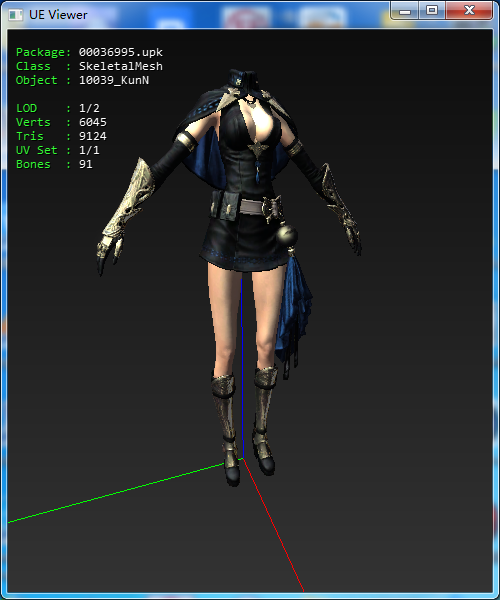 UE Viewer
Package: 00036995.upk
Class : SkeletalMesh
Object : 10039_KunN
LOD : 1/2
Verts : 6045
Tris : 9124
UV Set : 1/1
Bones : 91